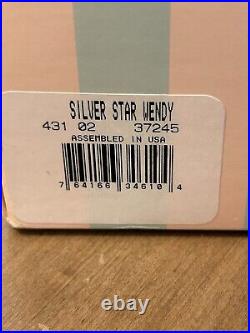 SILVER STAR WENDY
431 02 37245
ASSEMBLED IN USA
7 64166 34610 4